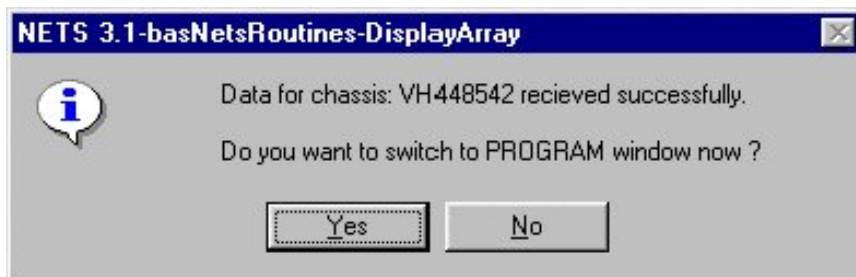 NETS 3.1-basNetsRoutines-DisplayArray
Data for chassis: VH448542 recieved successfully.
Do you want to switch to PROGRAM window now ?
Yes No